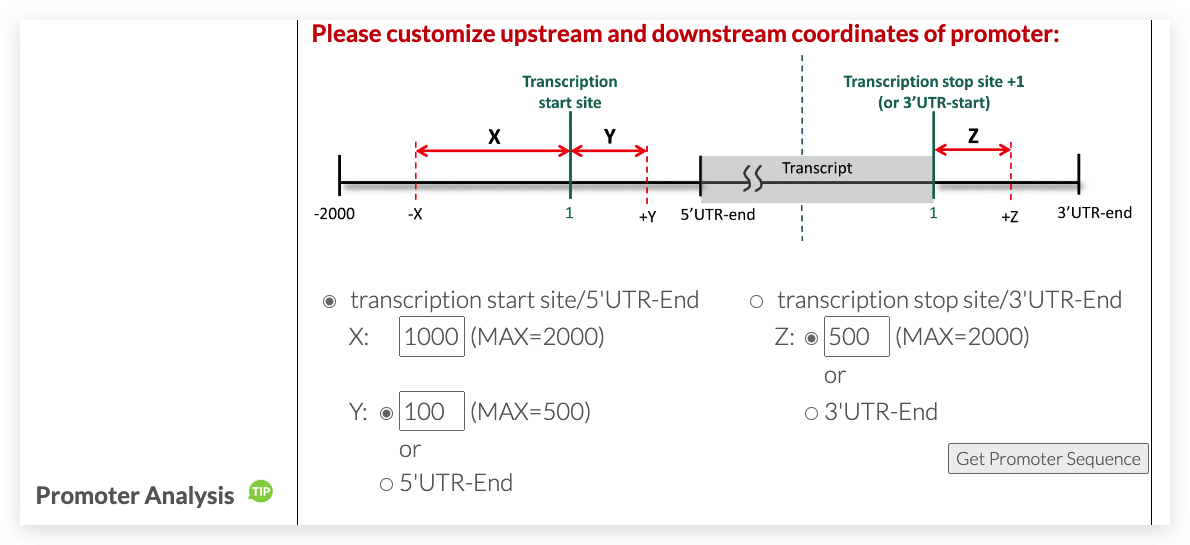 Please customize upstream and downstream coordinates of promoter:
Transcription
start site
Transcription stop site +1
(or 3’UTR-start)
X
Y
Z
Transcript
-2000
-X
1
+Y
5’UTR-end
1
+Z
3’UTR-end
transcription start site/5'UTR-End
transcription stop site/3'UTR-End
X: 1000 (MAX=2000)
Z: 500 (MAX=2000)
or
3'UTR-End
Y: 100 (MAX=500)
or
5'UTR-End
Get Promoter Sequence
Promoter Analysis TIP